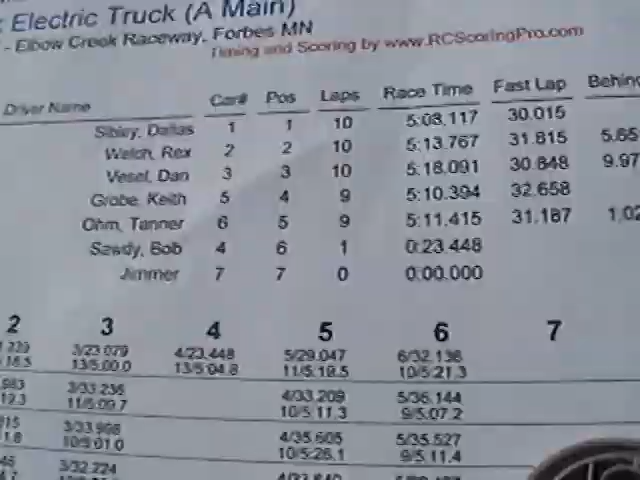 : Electric Truck (A Main)
- Elbow Creek Raceway, Forbes MN
Timing and Scoring by www.RCScoringPro.com
Driver Name Car# Pos Laps Race Time Fast Lap Behind
Sibley, Dallas 1 1 10 5:08.117 30.015
Welch, Rex 2 2 10 5:13.767 31.815 5.65
Vesel, Dan 3 3 10 5:18.091 30.848 9.97
Grobe, Keith 5 4 9 5:10.394 32.658
Ohm, Tanner 6 5 9 5:11.415 31.187 1.02
Sawdy, Bob 4 6 1 0:23.448
Jimmer 7 7 0 0:00.000
2 3 4 5 6 7
3/23.079 4/23.448 5/29.047 6/32.136
13/5:00.0 13/5:04.8 11/5:19.5 10/5:21.3
3/33.236 4/33.209 5/36.144
11/5:09.7 10/5:11.3 9/5:07.2
3/33.908 4/35.605 5/35.527
10/5:01.0 10/5:26.1 9/5:11.4
3/32.224